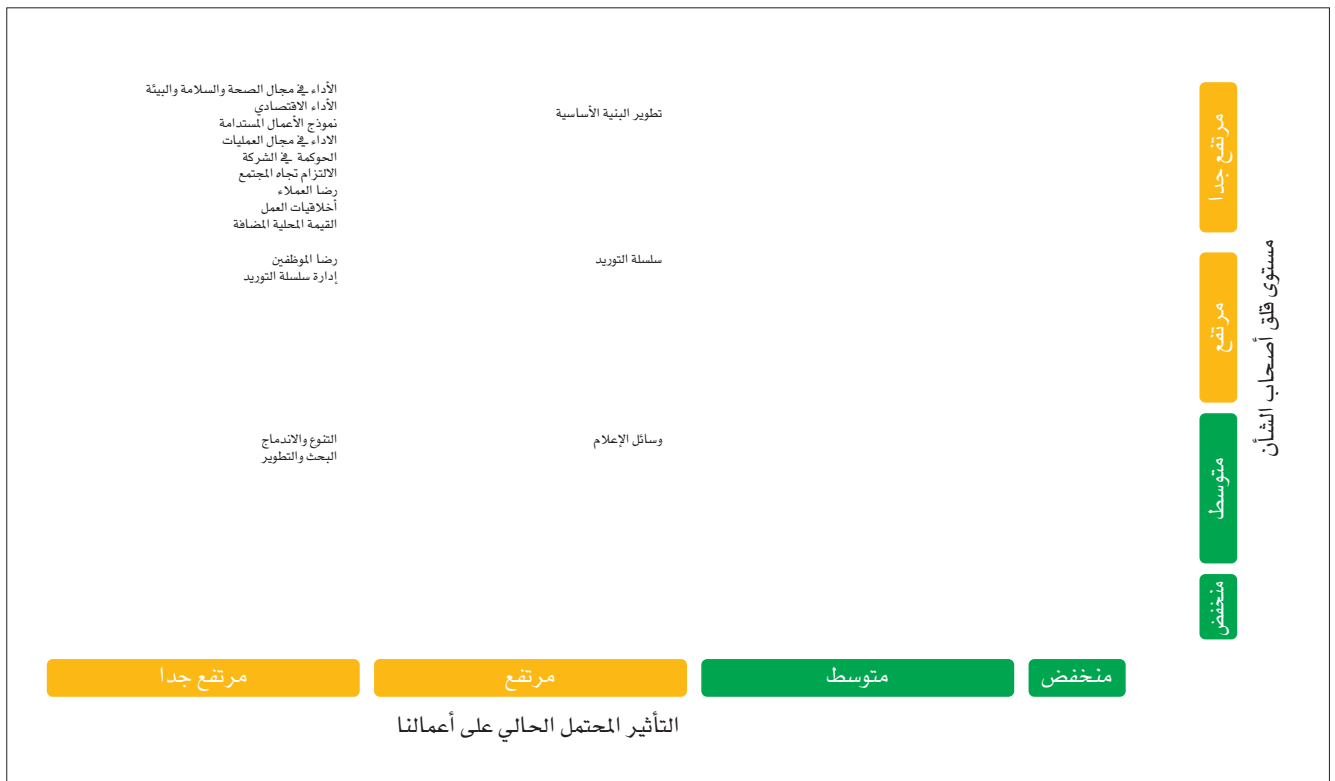 مرتفع جدا
تطوير البنية الأساسية
الأداء في مجال الصحة والسلامة والبيئة
الأداء الاقتصادي
نموذج الأعمال المستدامة
الاداء في مجال العمليات
الحوكمة في الشركة
الالتزام تجاه المجتمع
رضا العملاء
أخلاقيات العمل
القيمة المحلية المضافة
مستوى قلق أصحاب الشأن
مرتفع
سلسلة التوريد
رضا الموظفين
إدارة سلسلة التوريد
متوسط
وسائل الإعلام
التنوع والاندماج
البحث والتطوير
منخفض
منخفض
متوسط
مرتفع
مرتفع جدا
التأثير المحتمل الحالي على أعمالنا